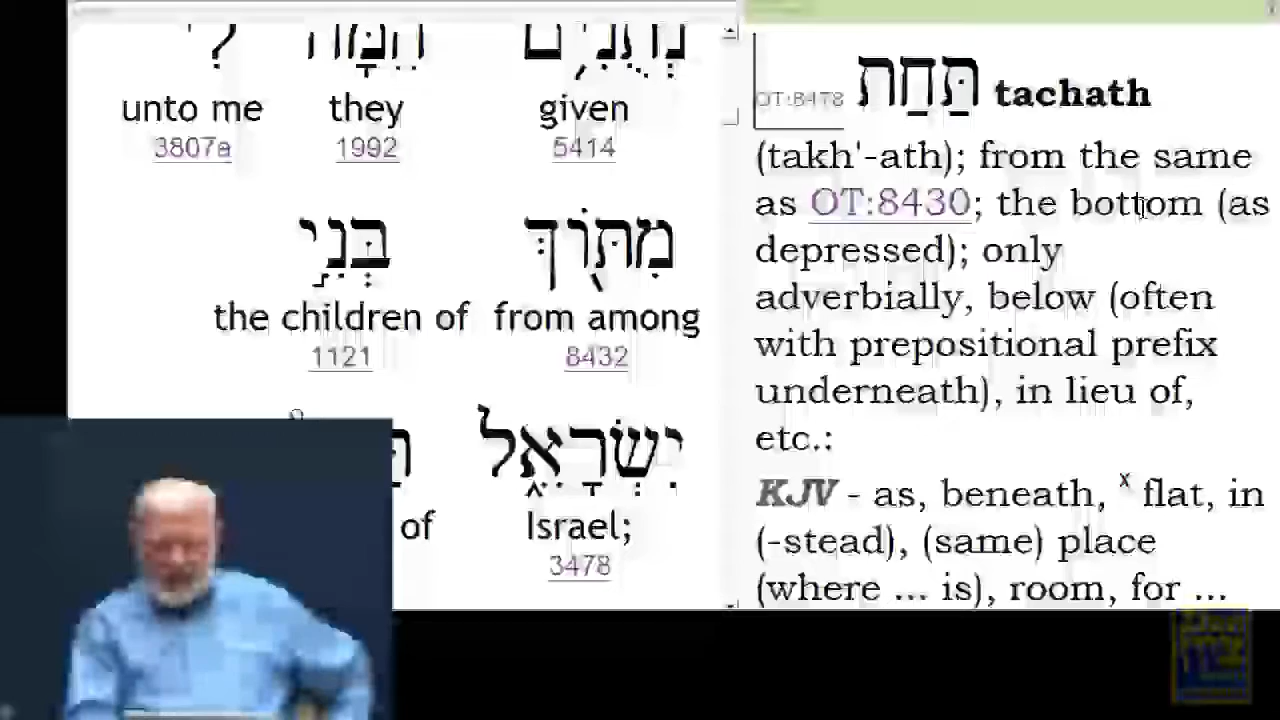 נְתֻנִ֥ים הֵמָּה לִ֖י
given they unto me
5414 1992 3807a
מִתּ֖וֹךְ בְּנֵ֣י
from among the children of
8432 1121
יִשְׂרָאֵ֑ל
Israel; of
3478
OT:8478 תַּחַת tachath
(takh'-ath); from the same
as OT:8430; the bottom (as
depressed); only
adverbially, below (often
with prepositional prefix
underneath), in lieu of,
etc.:
KJV - as, beneath, x flat, in
(-stead), (same) place
(where ... is), room, for ...